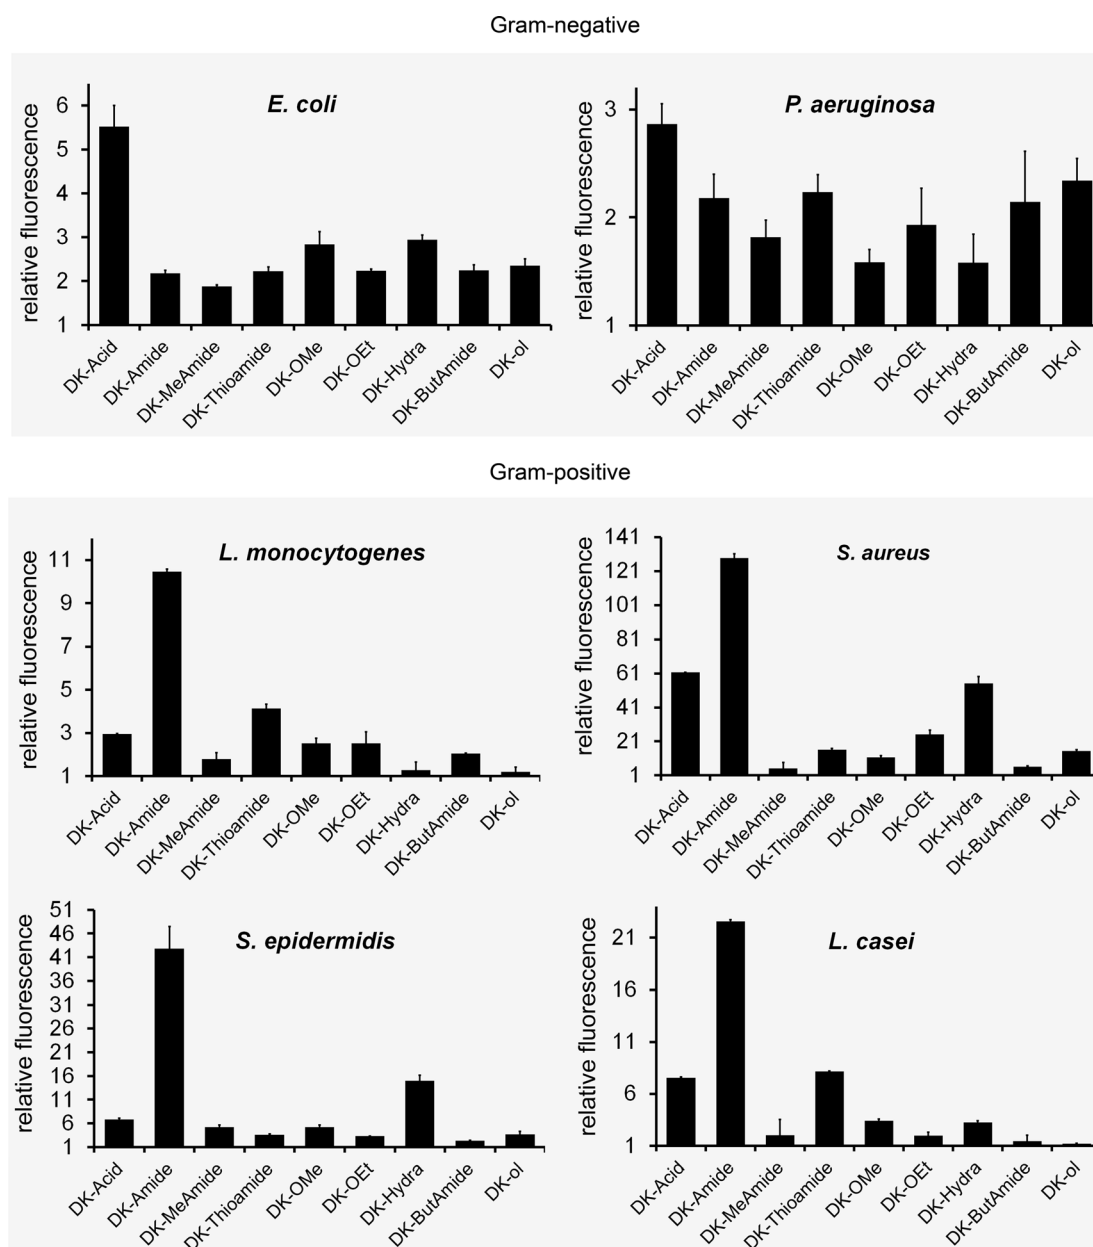 Gram-negative
E. coli
relative fluorescence
6
5
4
3
2
1
DK-Acid
DK-Amide
DK-MeAmide
DK-Thioamide
DK-OMe
DK-OEt
DK-Hydra
DK-ButAmide
DK-ol
P. aeruginosa
relative fluorescence
3
2
1
DK-Acid
DK-Amide
DK-MeAmide
DK-Thioamide
DK-OMe
DK-OEt
DK-Hydra
DK-ButAmide
DK-ol
Gram-positive
L. monocytogenes
relative fluorescence
11
9
7
5
3
1
DK-Acid
DK-Amide
DK-MeAmide
DK-Thioamide
DK-OMe
DK-OEt
DK-Hydra
DK-ButAmide
DK-ol
S. aureus
relative fluorescence
141
121
101
81
61
41
21
1
DK-Acid
DK-Amide
DK-MeAmide
DK-Thioamide
DK-OMe
DK-OEt
DK-Hydra
DK-ButAmide
DK-ol
S. epidermidis
relative fluorescence
51
46
41
36
31
26
21
16
11
6
1
DK-Acid
DK-Amide
DK-MeAmide
DK-Thioamide
DK-OMe
DK-OEt
DK-Hydra
DK-ButAmide
DK-ol
L. casei
relative fluorescence
21
16
11
6
1
DK-Acid
DK-Amide
DK-MeAmide
DK-Thioamide
DK-OMe
DK-OEt
DK-Hydra
DK-ButAmide
DK-ol